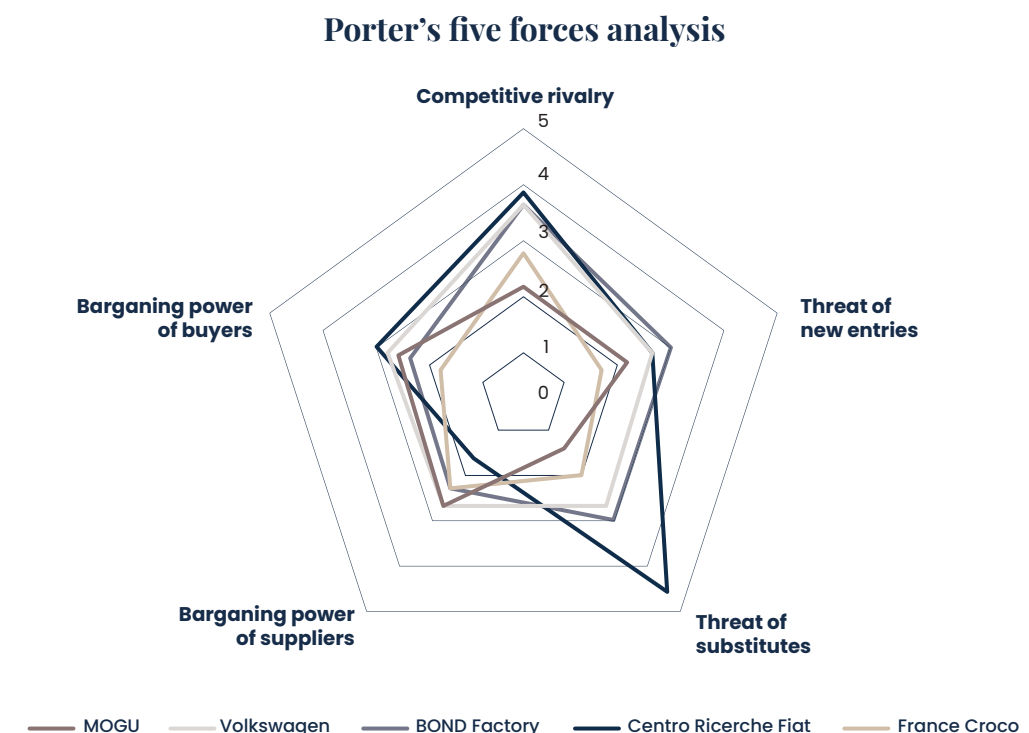 Porter’s five forces analysis
Competitive rivalry
5
4
3
2
1
0
Barganing power
of buyers
Threat of
new entries
Barganing power
of suppliers
Threat of
substitutes
MOGU
Volkswagen
BOND Factory
Centro Ricerche Fiat
France Croco